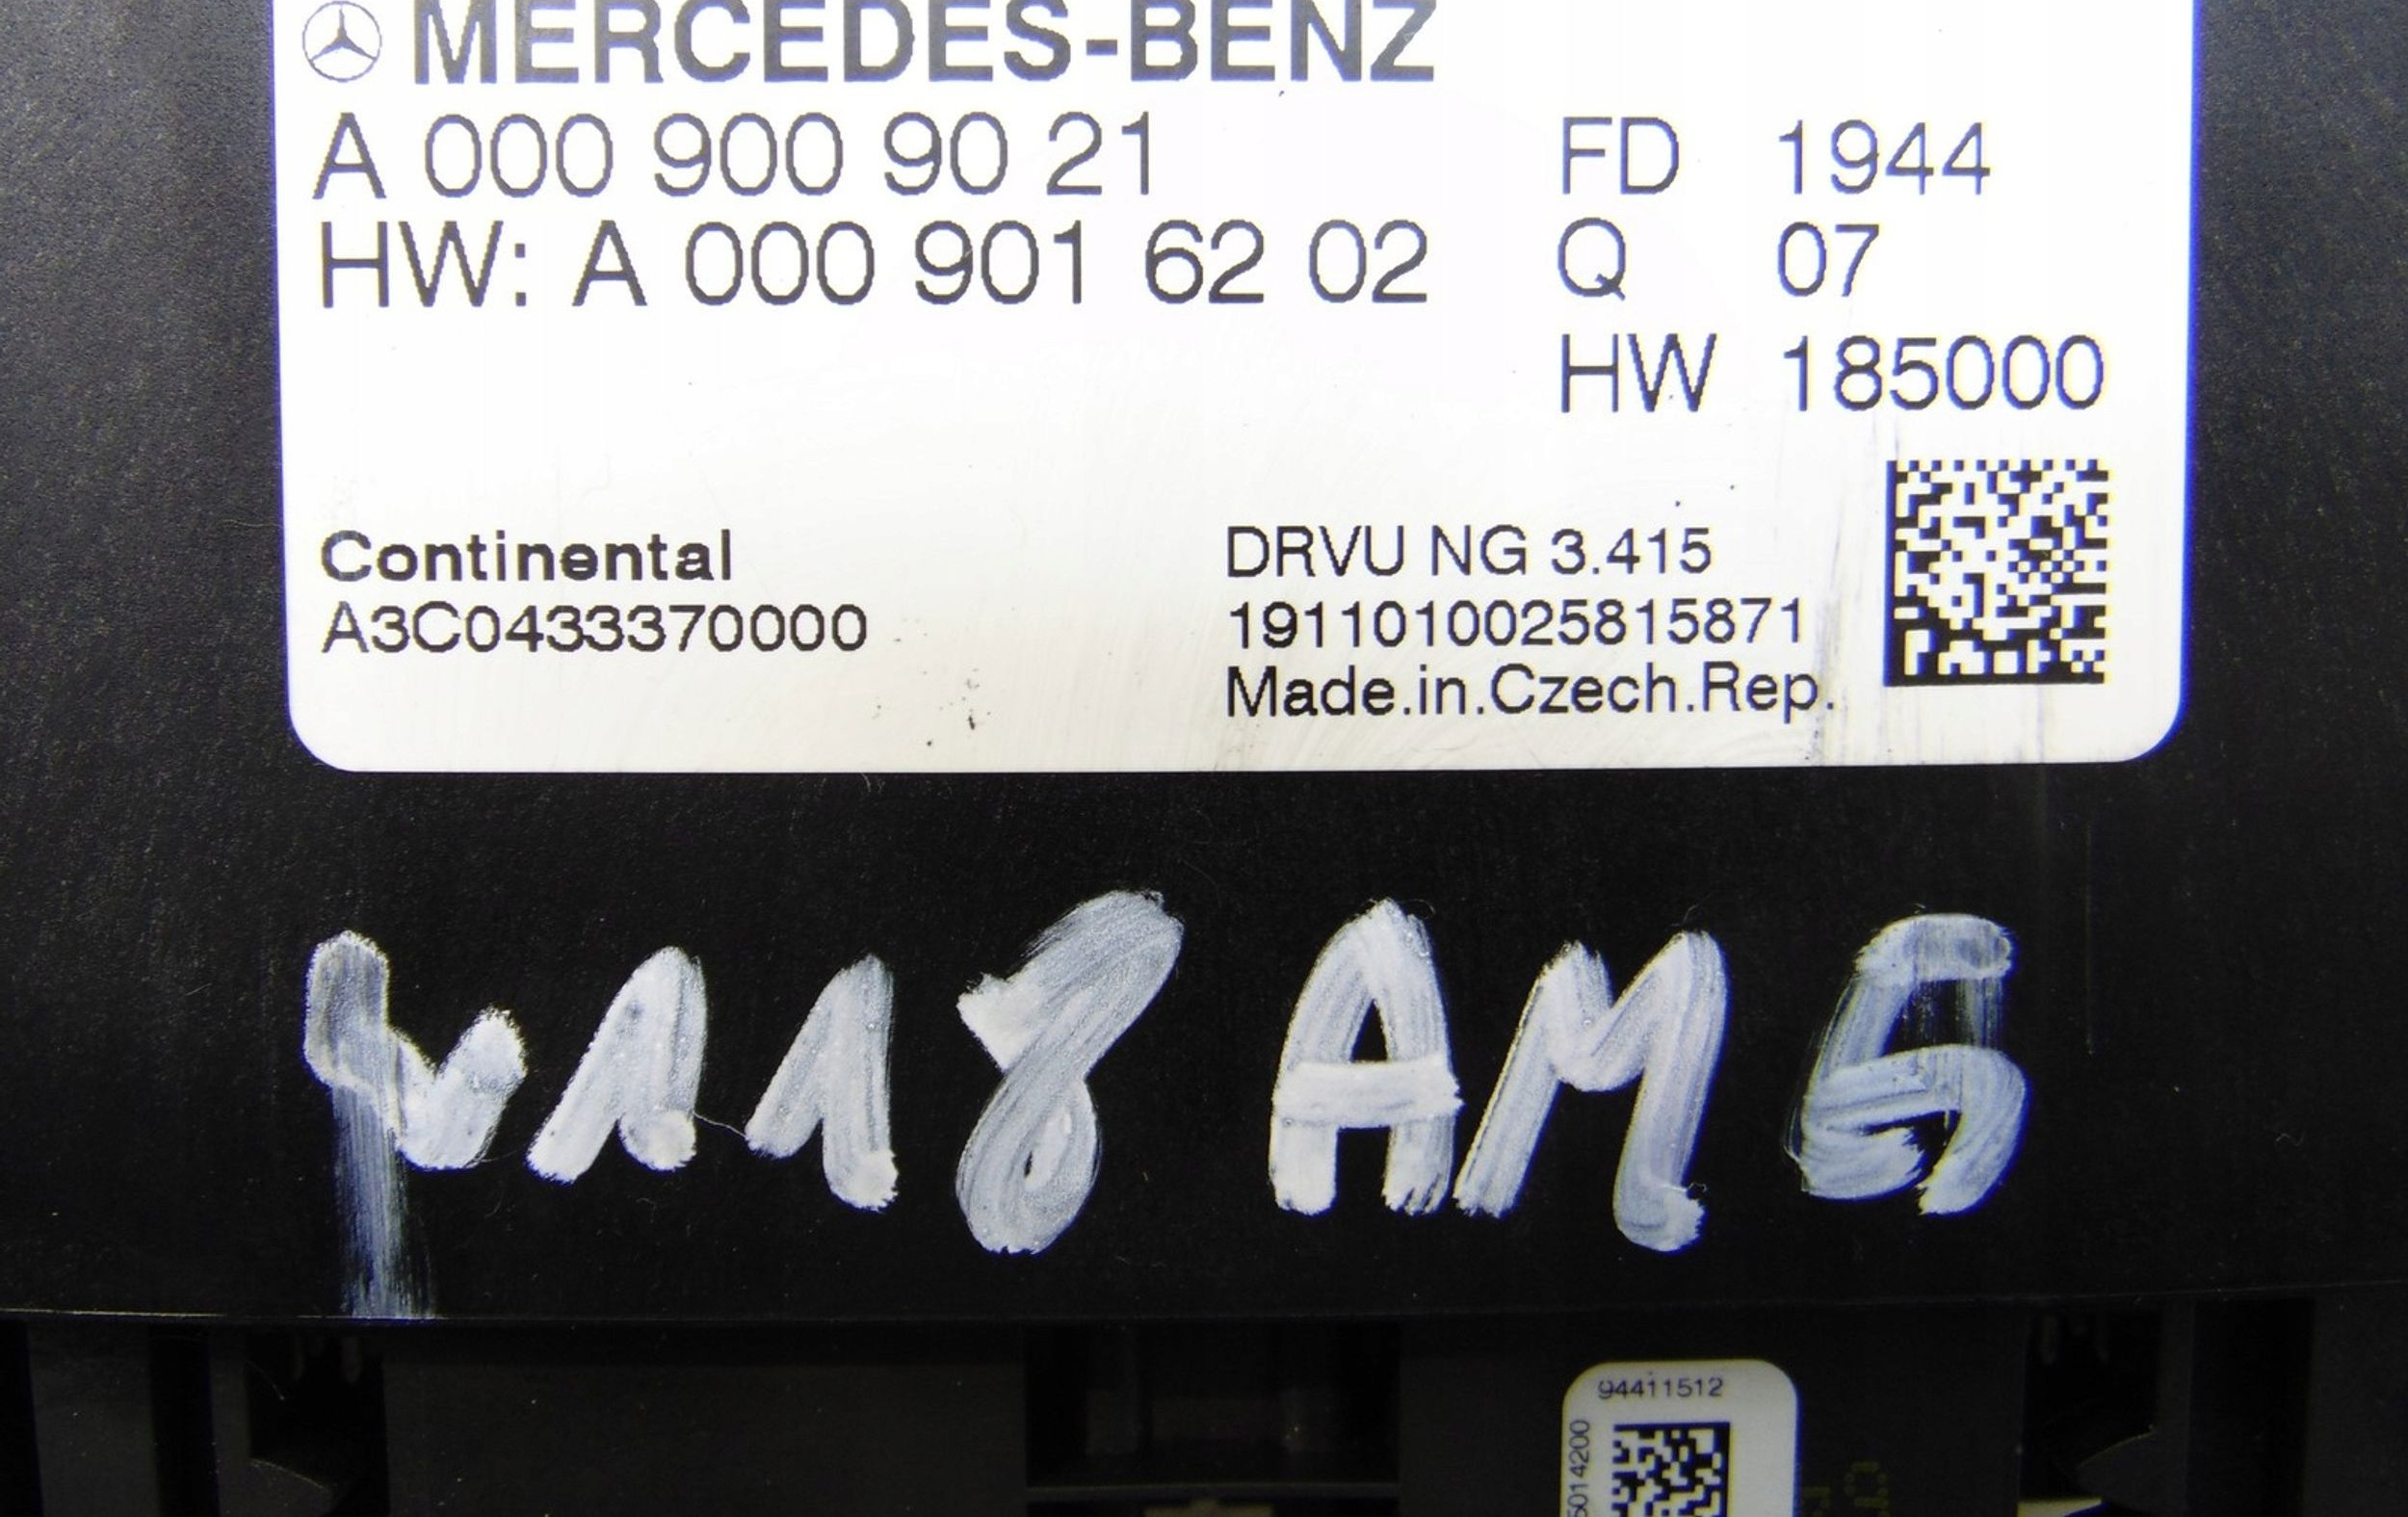 MERCEDES-BENZ
A 000 900 90 21
HW: A 000 901 62 02
FD 1944
Q 07
HW 185000
Continental
A3C0433370000
DRVU NG 3.415
1911010025815871
Made.in.Czech.Rep.
W118 AMG
94411512
5014200